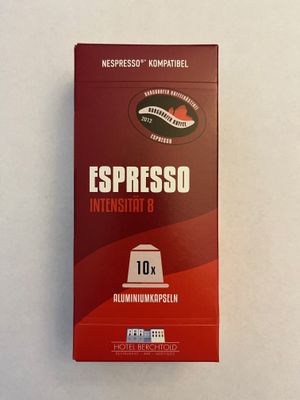 NESPRESSO®* KOMPATIBEL
2012
ESPRESSO
ESPRESSO
INTENSITÄT 8
10x
ALUMINIUMKAPSELN
HOTEL BERCHTOLD